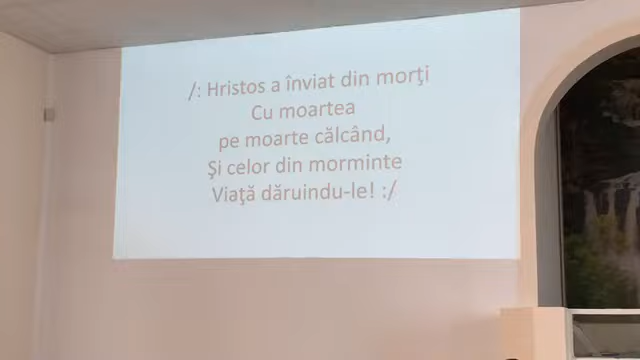 /: Hristos a înviat din morţi
Cu moartea
pe moarte călcând,
Şi celor din morminte
Viaţă dăruindu-le! :/